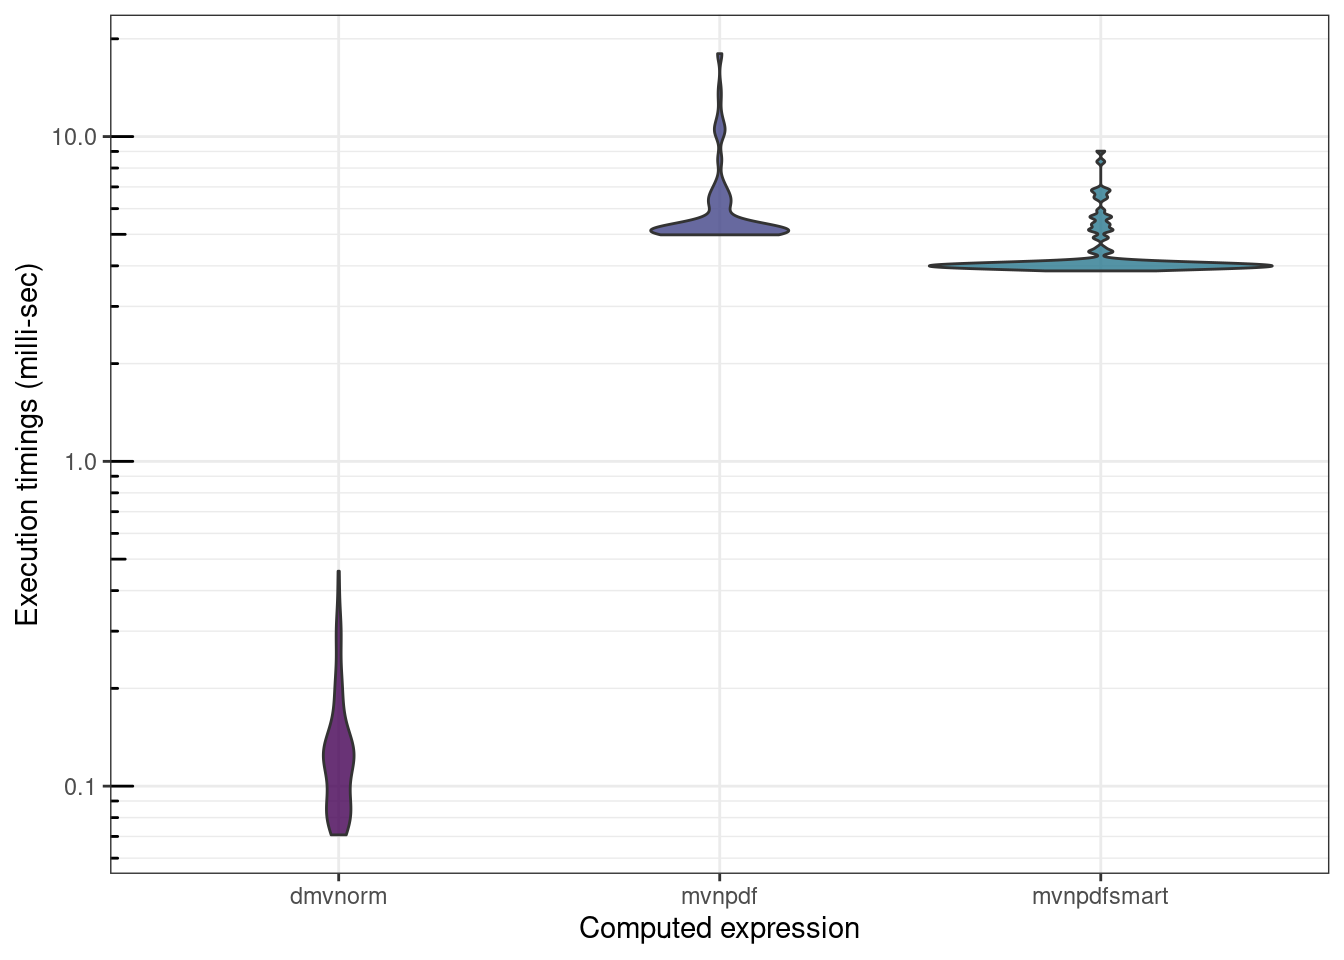 Execution timings (milli-sec)
10.0
1.0
0.1
dmvnorm
mvnpdf
mvnpdfsmart
Computed expression